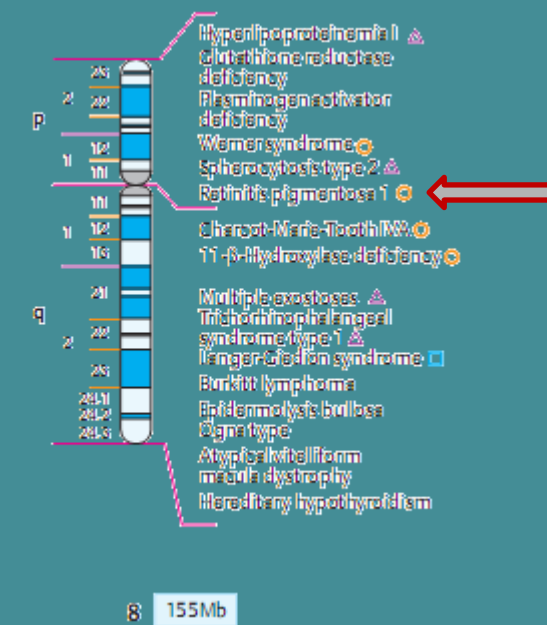 Hyperlipoproteinemia I
Glutathione reductase
deficiency
Plasminogen activator
deficiency
Werner syndrome
Spherocytosis type 2
Retinitis pigmentosa 1
Charcot-Marie-Tooth IVA
11-β-Hydroxylase deficiency
Multiple exostoses
Trichorhinophalangeal
syndrome type 1
Langer-Giedion syndrome
Burkitt lymphoma
Epidermolysis bullosa
Ogna type
Atypical vitelliform
macula dystrophy
Hereditary hypothyroidism
p
2
23
22
1
12
11
q
1
11
12
13
2
21
22
23
24.1
24.2
24.3
8 155Mb